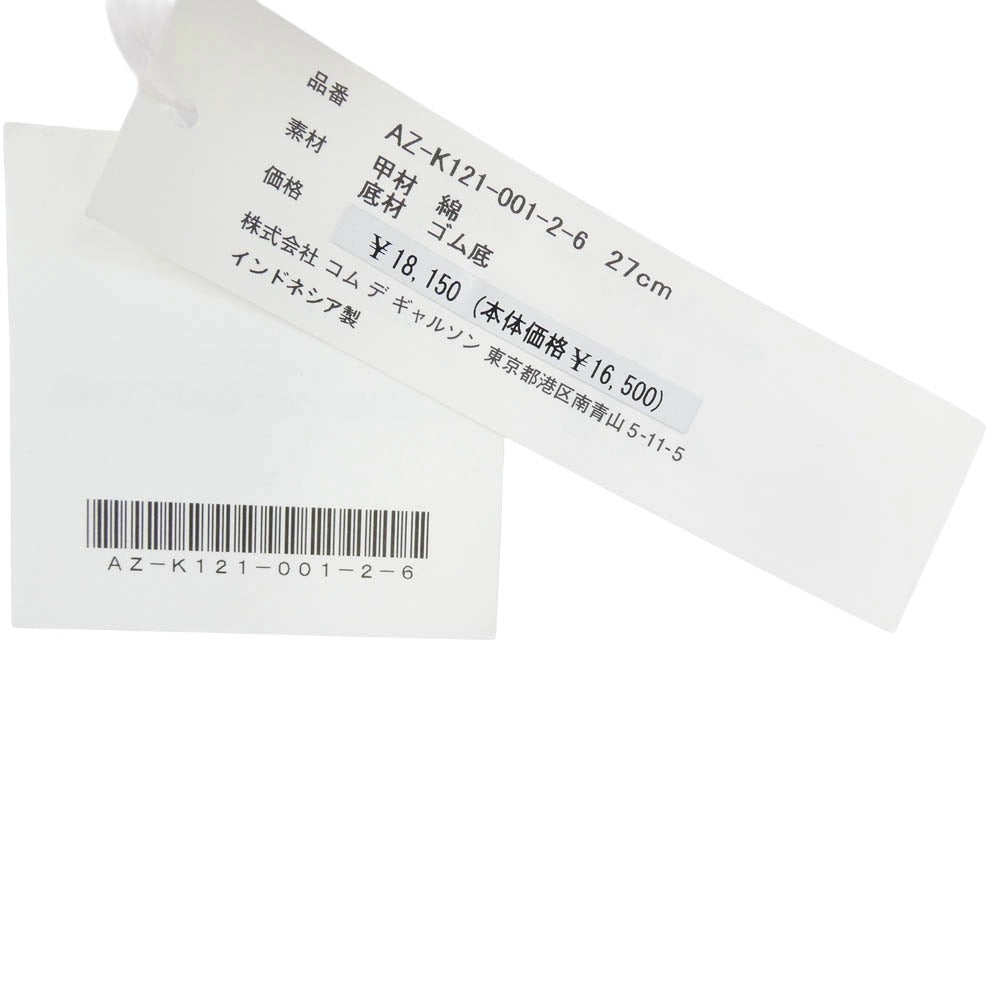 品番 AZ-K121-001-2-6 27cm
素材 甲材 綿
底材 ゴム底
価格 ¥18,150 (本体価格¥16,500)
株式会社 コム デ ギャルソン 東京都港区南青山 5-11-5
インドネシア製
AZ-K121-001-2-6